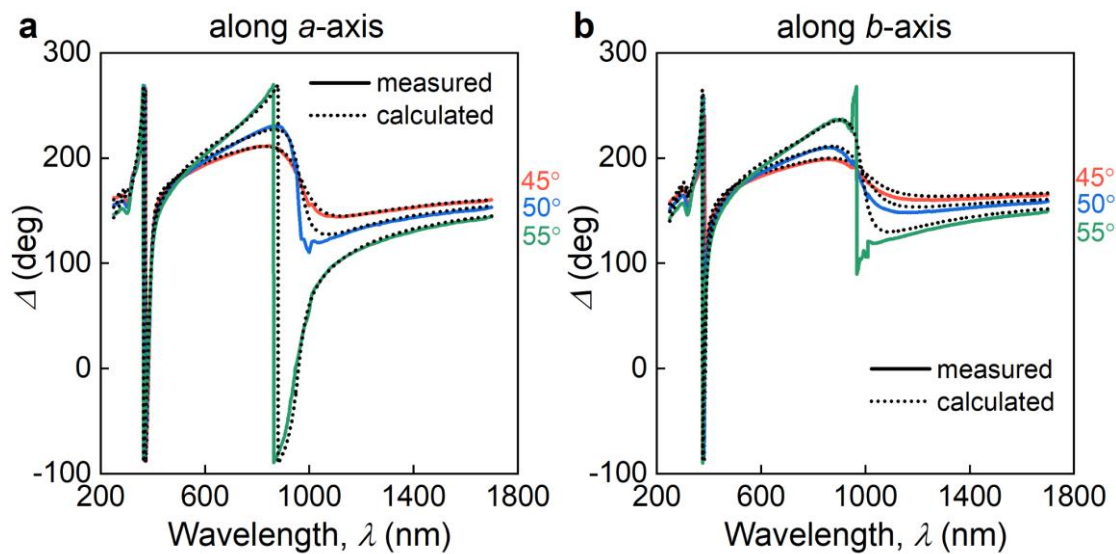 a along a-axis
300
200
100
0
-100
Δ (deg)
measured
calculated
45°
50°
55°
200 600 1000 1400 1800
Wavelength, λ (nm)
b along b-axis
300
200
100
0
-100
Δ (deg)
measured
calculated
45°
50°
55°
200 600 1000 1400 1800
Wavelength, λ (nm)